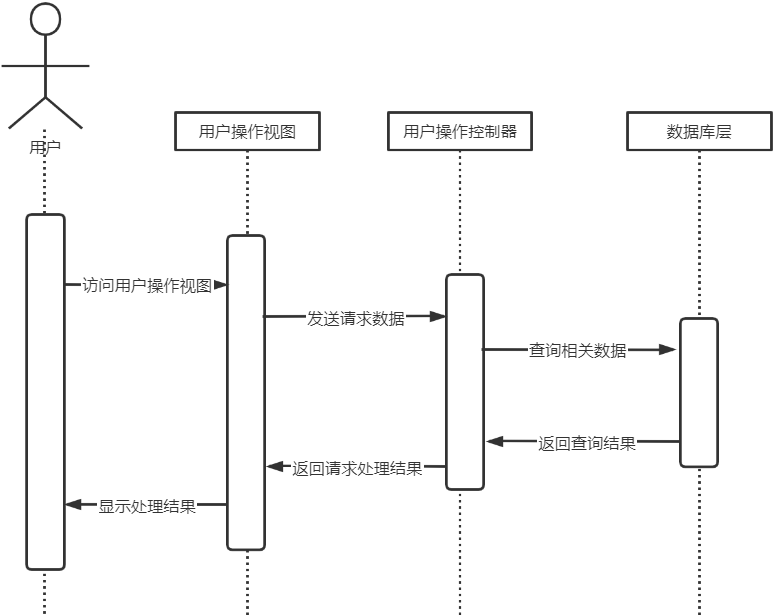 用户操作视图
用户操作控制器
数据库层
用户
访问用户操作视图
发送请求数据
查询相关数据
返回查询结果
返回请求处理结果
显示处理结果